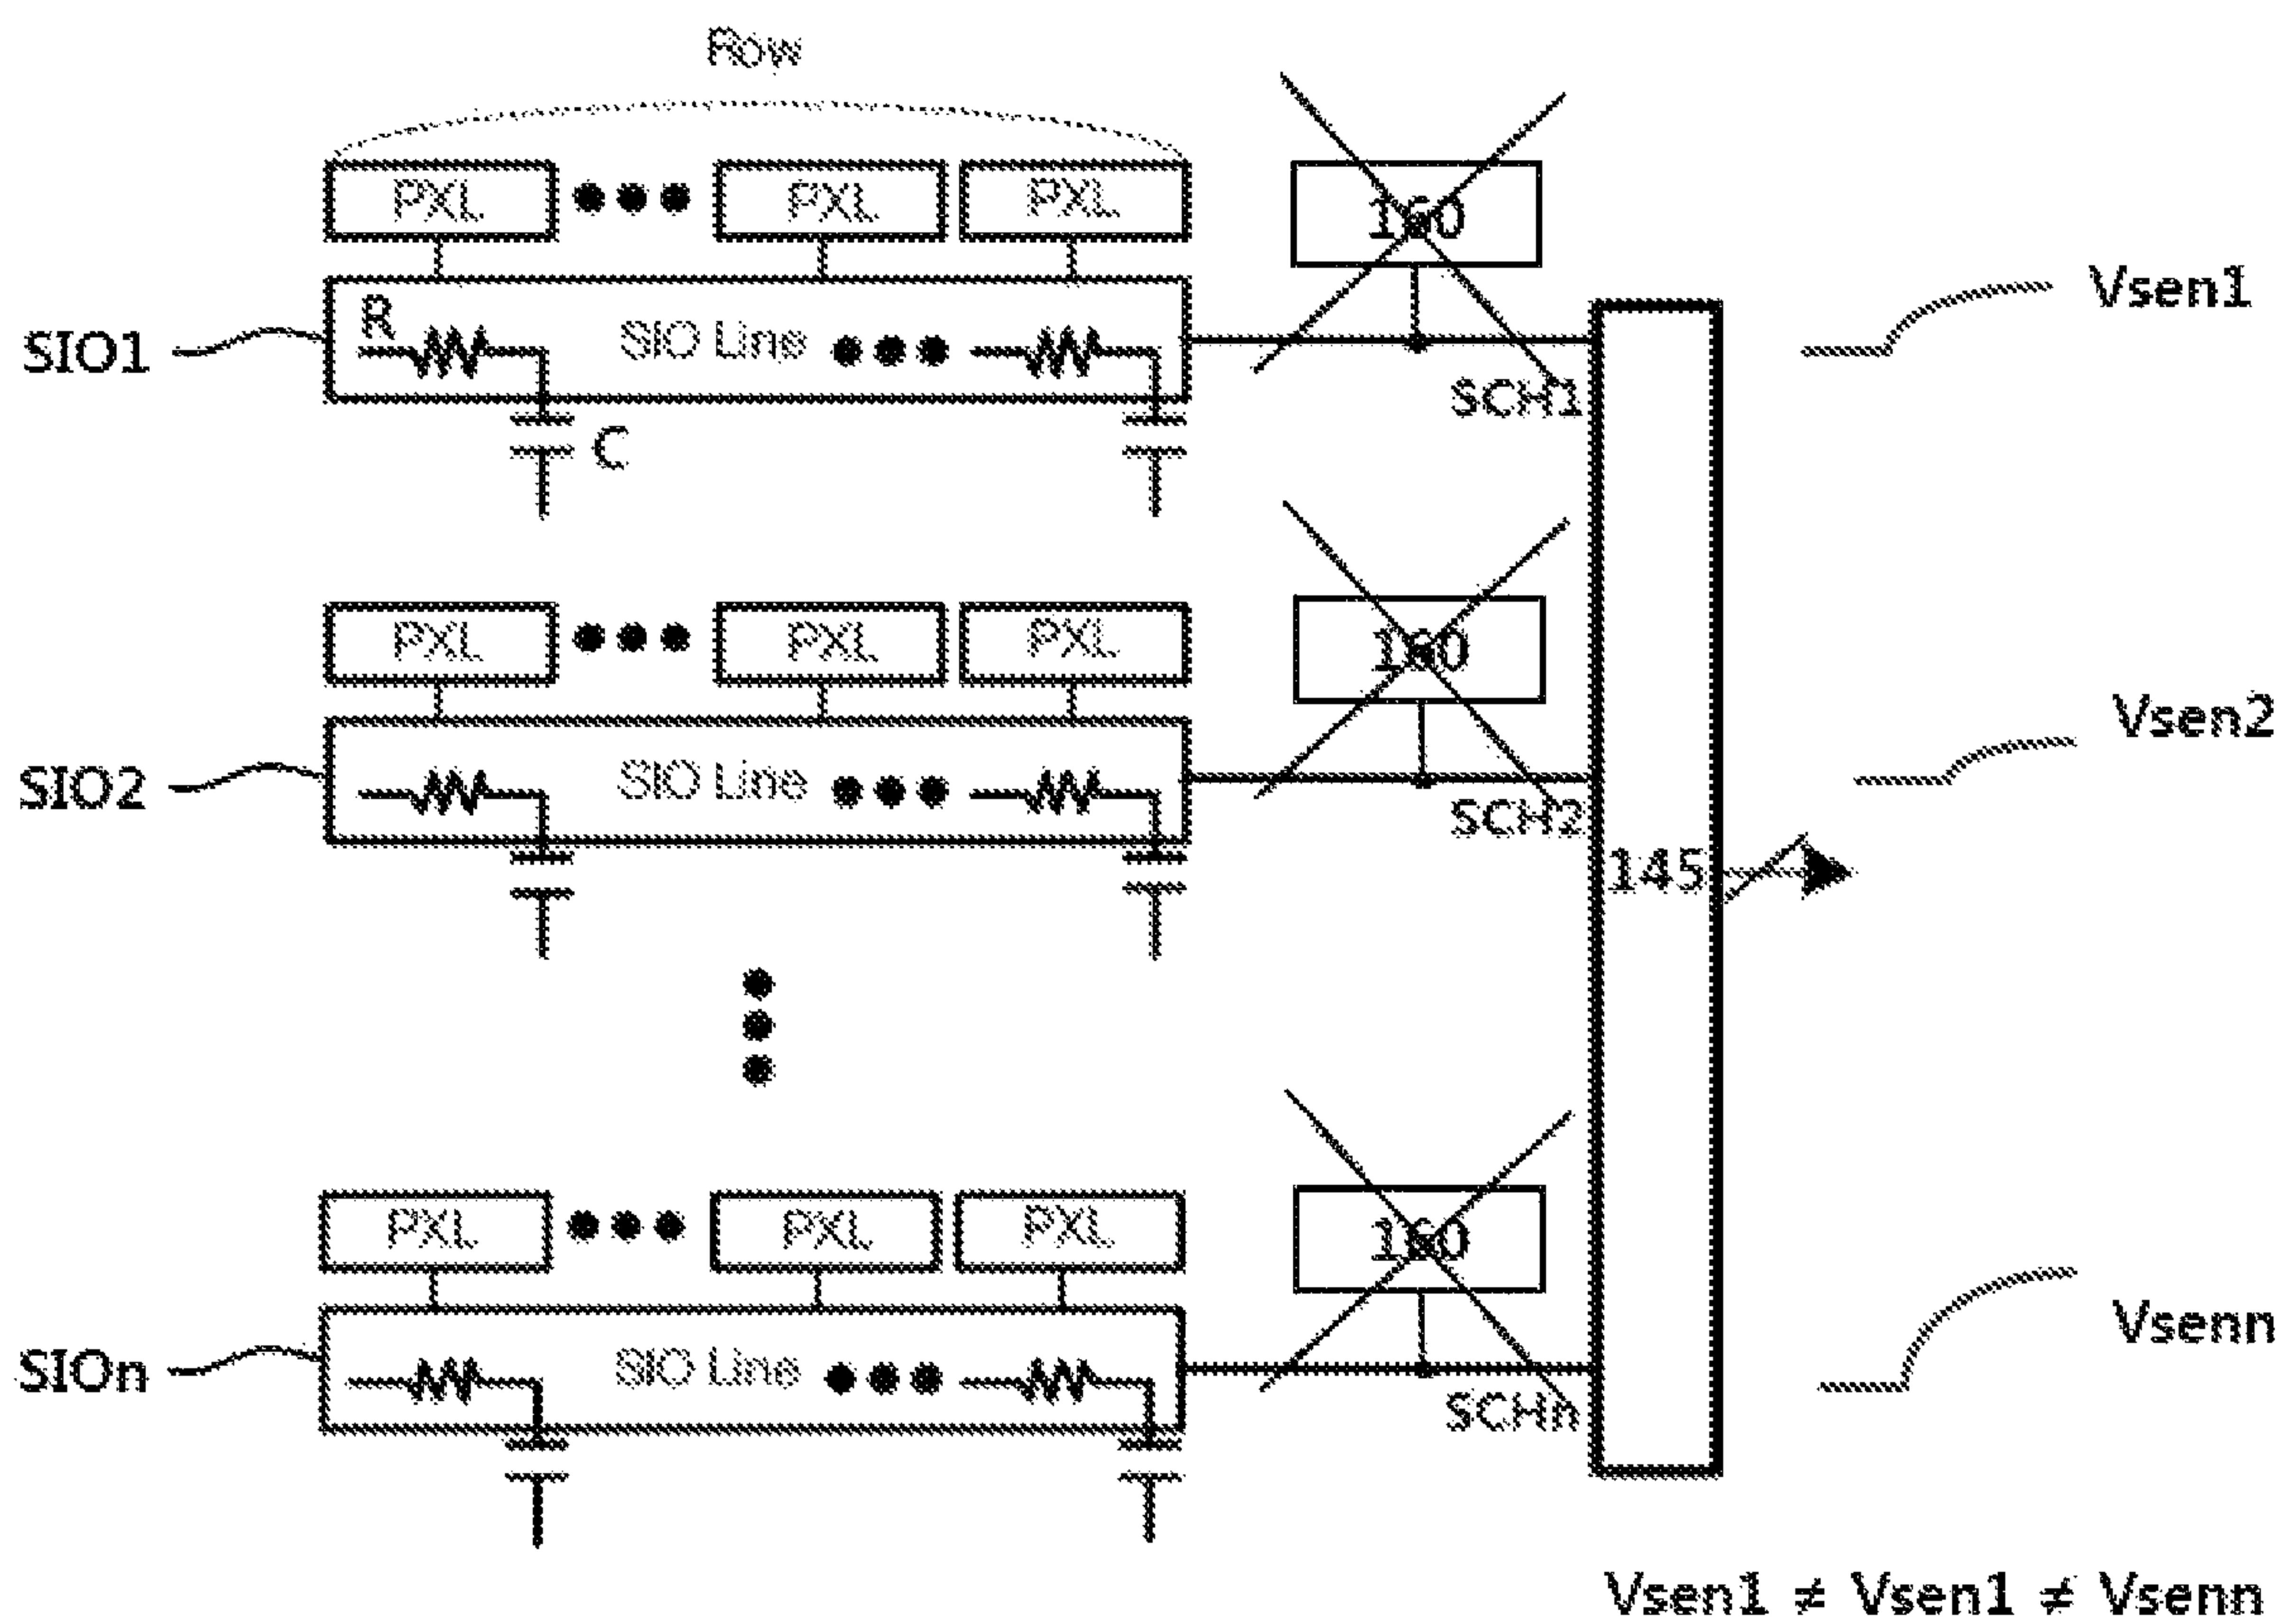 Row
PXL PXL PXL 160
R SIO Line
SIO1 Vsen1
SCH1
C
PXL PXL PXL 160
SIO Line
SIO2 Vsen2
SCH2
145
PXL PXL PXL 160
SIO Line
SIOn Vsenn
SCHn
Vsen1 ≠ Vsen1 ≠ Vsenn